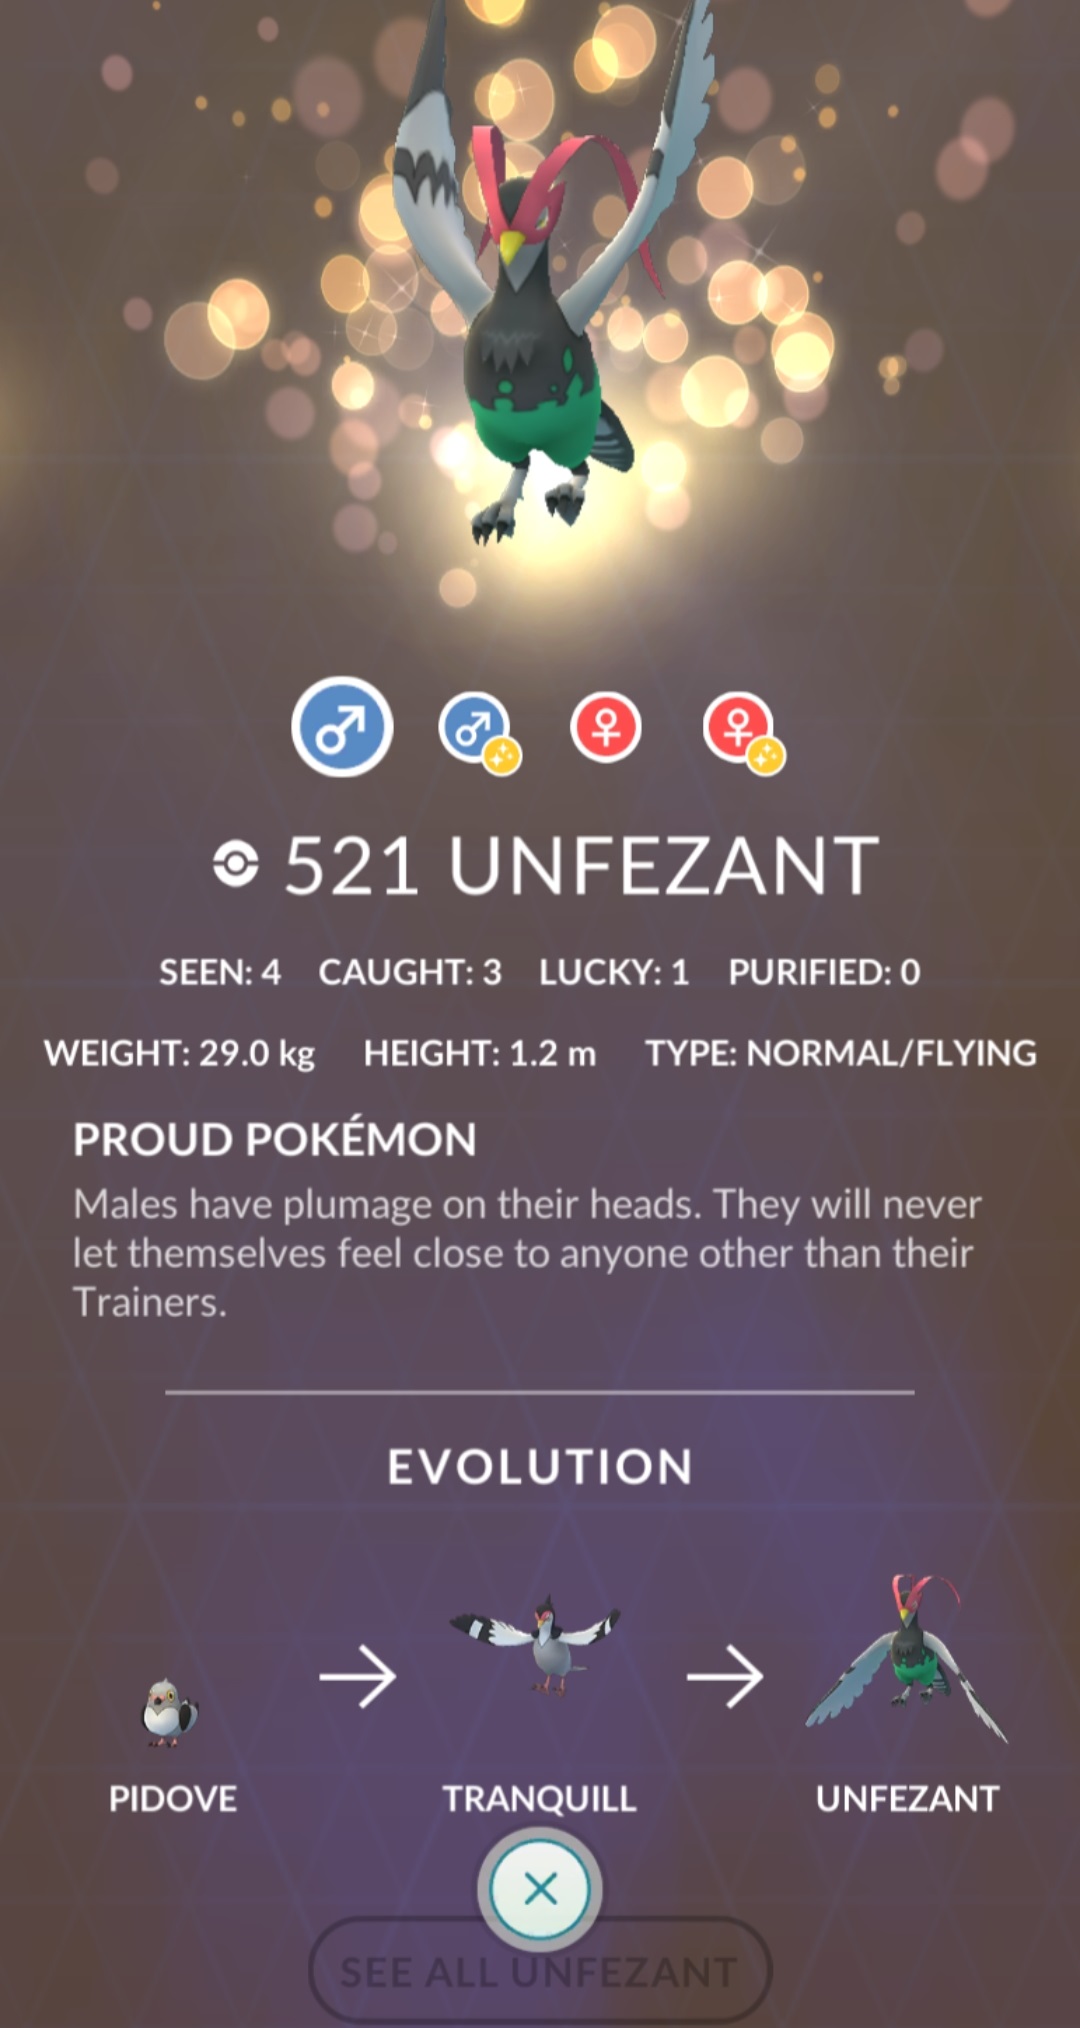 521 UNFEZANT
SEEN: 4 CAUGHT: 3 LUCKY: 1 PURIFIED: 0
WEIGHT: 29.0 kg HEIGHT: 1.2 m TYPE: NORMAL/FLYING
PROUD POKÉMON
Males have plumage on their heads. They will never
let themselves feel close to anyone other than their
Trainers.
EVOLUTION
PIDOVE TRANQUILL UNFEZANT
SEE ALL UNFEZANT